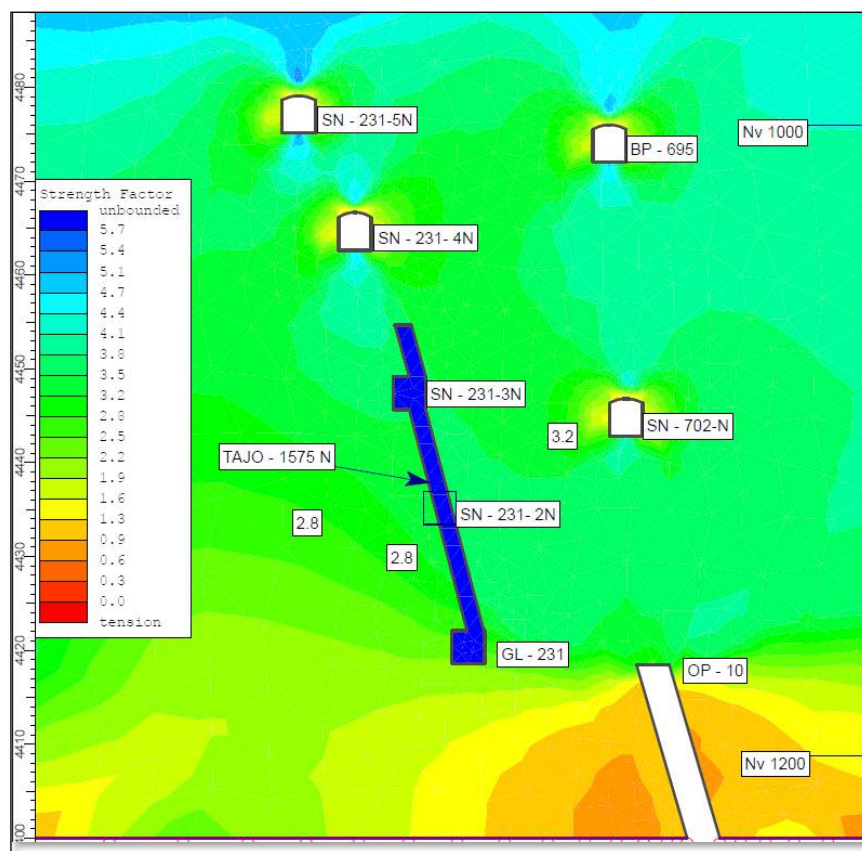 4480
SN - 231-5N
BP - 695
Nv 1000
4470
Strength Factor
unbounded
5.7
5.4
5.1
4.7
4.4
4.1
3.8
3.5
3.2
2.8
2.5
2.2
1.9
1.6
1.3
0.9
0.6
0.3
0.0
tension
SN - 231- 4N
4460
4450
SN - 231-3N
SN - 702-N
3.2
4440
TAJO - 1575 N
SN - 231- 2N
2.8
2.8
4430
4420
GL - 231
OP - 10
4410
Nv 1200